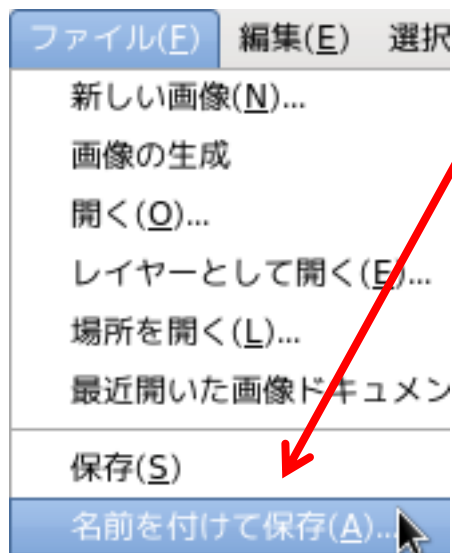 ファイル(F) 編集(E) 選択
新しい画像(N)...
画像の生成
開く(O)...
レイヤーとして開く(E)...
場所を開く(L)...
最近開いた画像ドキュメン
保存(S)
名前を付けて保存(A)...